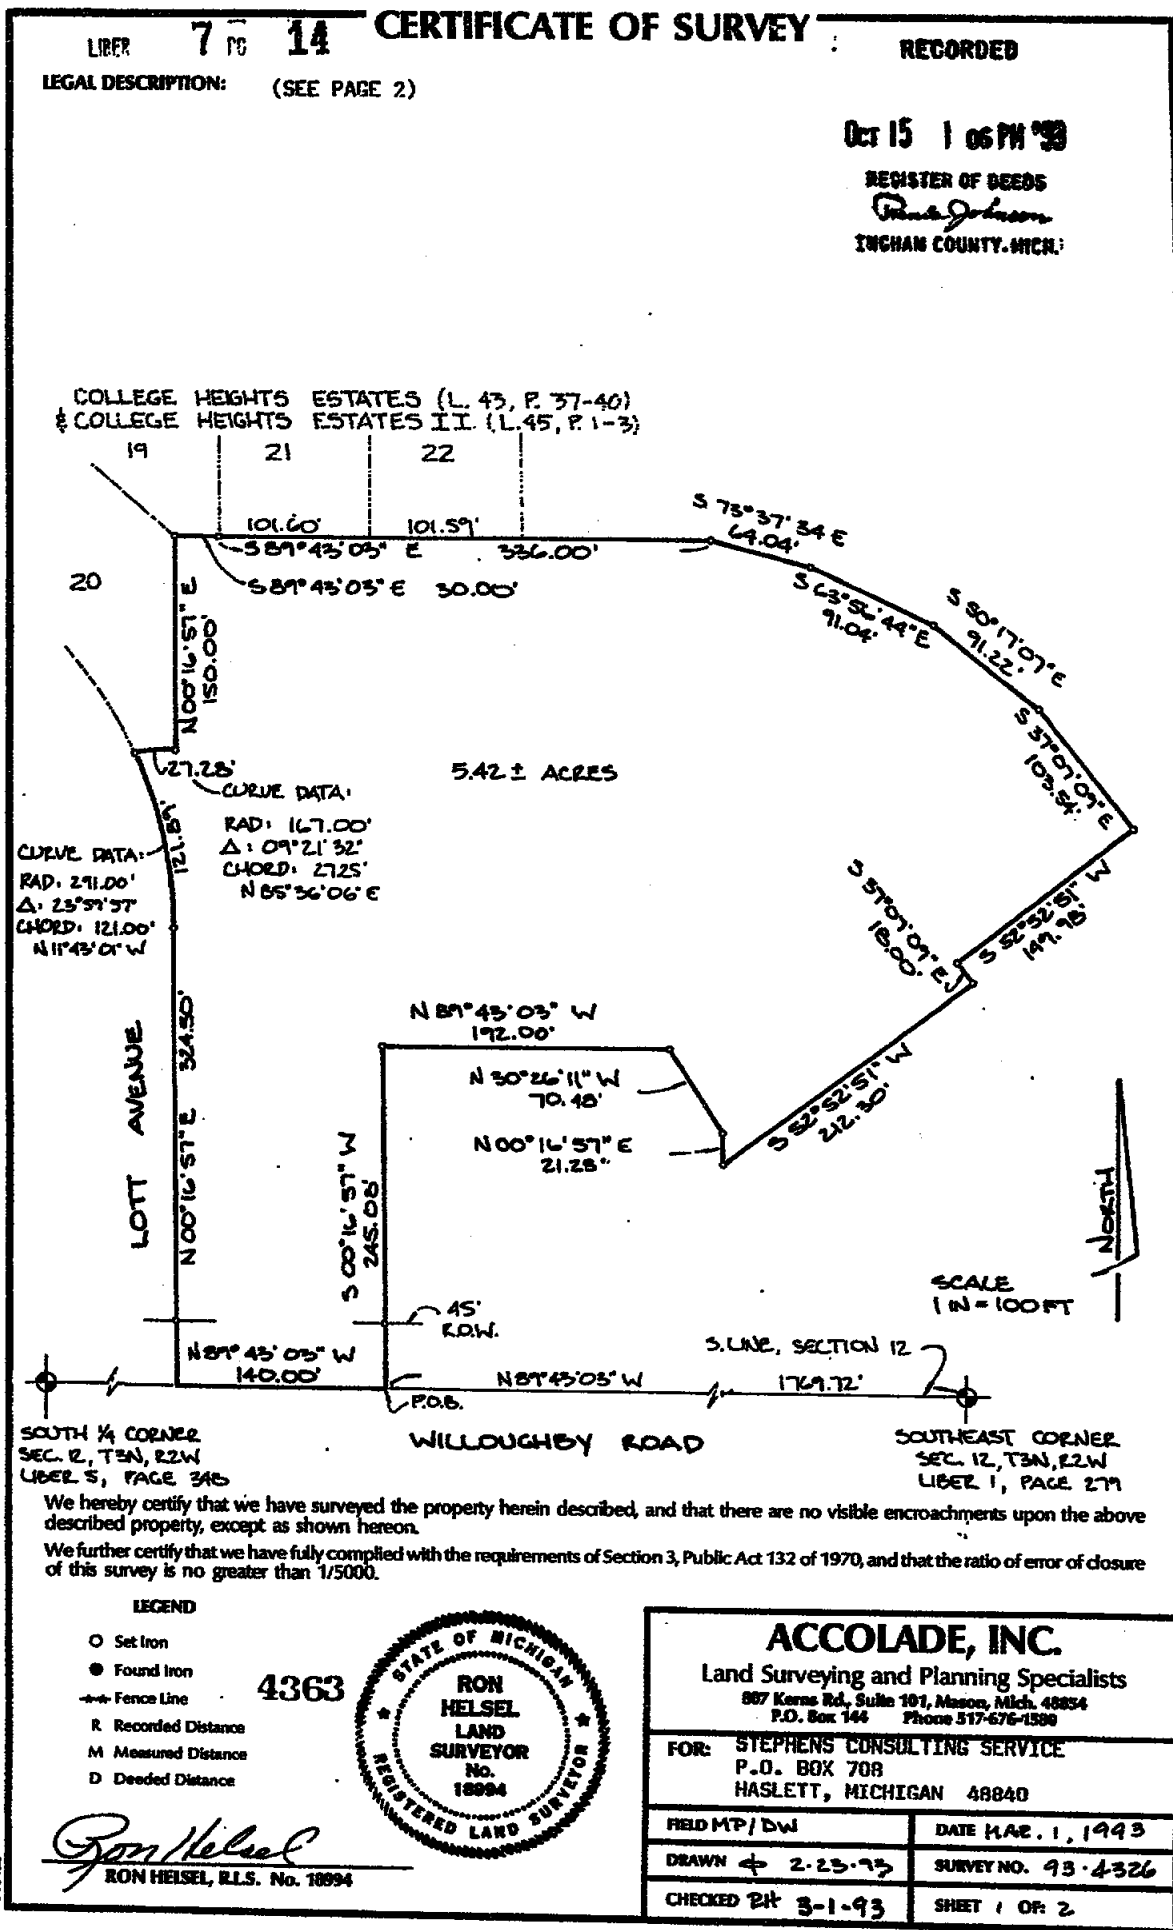 LIBER 7 PG 14
CERTIFICATE OF SURVEY
RECORDED
LEGAL DESCRIPTION: (SEE PAGE 2)
OCT 15 1 06 PM '93
REGISTER OF DEEDS
Johnson
INGHAM COUNTY-MICH.
COLLEGE HEIGHTS ESTATES (L. 43, P. 37-40)
& COLLEGE HEIGHTS ESTATES II (L. 45, P. 1-3)
19 21 22
20
101.60' 101.59'
S 89°43'03" E 336.00'
S 89°43'03" E 30.00'
S 73°37'34 E
64.04'
S 63°56'44" E
91.04'
S 50°17'07" E
91.22'
S 37°07'09" E
103.54'
N 00°16'57" E
150.00'
27.28'
CURVE DATA:
RAD: 167.00'
Δ: 09°21'32"
CHORD: 27.25'
N 85°36'06" E
5.42 ± ACRES
121.89'
CURVE DATA:
RAD: 291.00'
Δ: 23°59'57"
CHORD: 121.00'
N 11°43'01" W
S 52°52'51" W
149.98'
S 37°07'09" E
18.00'
S 52°52'51" W
212.30'
N 89°43'03" W
192.00'
N 30°26'11" W
70.48'
N 00°16'57" E
21.28"
LOTT AVENUE
N 00°16'57" E 324.50'
S 00°16'57" W
245.08'
NORTH
SCALE
1 IN = 100 FT
45'
R.O.W.
N 89°43'03" W
140.00'
S. LINE, SECTION 12
N 89°43'03" W 1769.72'
P.O.B.
WILLOUGHBY ROAD
SOUTH ¼ CORNER
SEC. 12, T3N, R2W
LIBER 5, PAGE 348
SOUTHEAST CORNER
SEC. 12, T3N, R2W
LIBER 1, PAGE 279
We hereby certify that we have surveyed the property herein described, and that there are no visible encroachments upon the above
described property, except as shown hereon.
We further certify that we have fully complied with the requirements of Section 3, Public Act 132 of 1970, and that the ratio of error of closure
of this survey is no greater than 1/5000.
LEGEND
Set Iron
Found Iron
Fence Line
R Recorded Distance
M Measured Distance
D Deeded Distance
4363
STATE OF MICHIGAN
RON
HELSEL
LAND
SURVEYOR
No.
18994
REGISTERED LAND SURVEYOR
Ron Helsel
RON HELSEL, R.L.S. No. 18994
ACCOLADE, INC.
Land Surveying and Planning Specialists
807 Kerns Rd., Suite 101, Mason, Mich. 48854
P.O. Box 144 Phone 517-676-1580
FOR: STEPHENS CONSULTING SERVICE
P.O. BOX 708
HASLETT, MICHIGAN 48840
FIELD MP/DW
DATE MAR. 1, 1993
DRAWN 2-23-93
SURVEY NO. 93-4326
CHECKED RH 3-1-93
SHEET 1 OF: 2